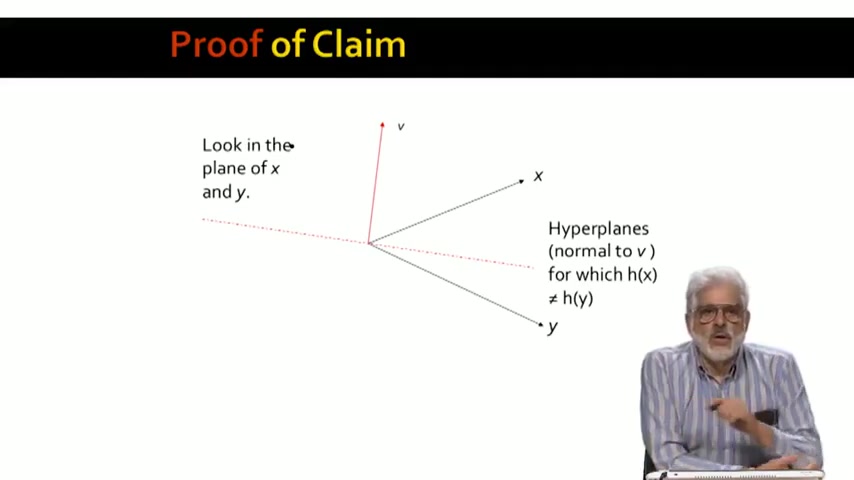 Proof of Claim
v
Look in the
plane of x
and y.
x
Hyperplanes
(normal to v )
for which h(x)
≠ h(y)
y